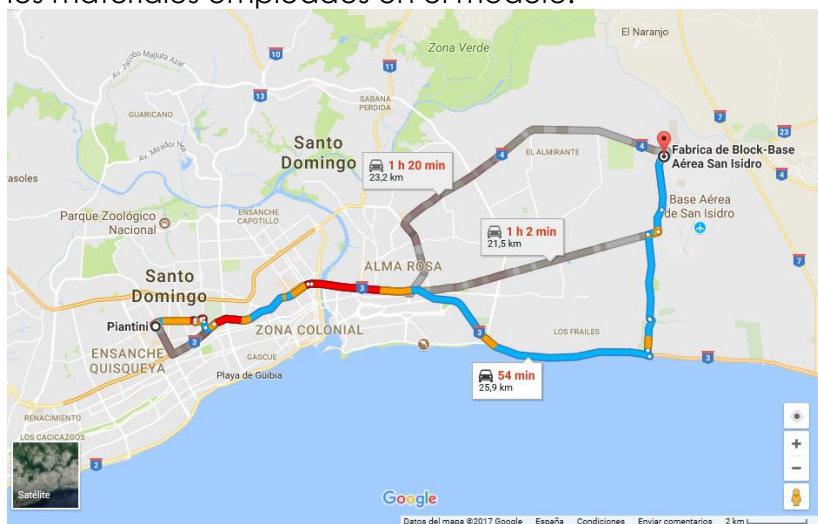 los materiales empleados en el modelo.
El Naranjo
Zona Verde
Av. Jacobo Majluta Azar
10
11
7
13
SABANA
PERDIDA
GUARICANO
23
Av. Mirador Nte.
Santo
Domingo
4
EL ALMIRANTE
4
Fabrica de Block-Base
Aérea San Isidro
1 h 20 min
23,2 km
4
asoles
Base Aérea
de San Isidro
Parque Zoológico
Nacional
ENSANCHE
CAPOTILLO
1 h 2 min
21,5 km
ALMA ROSA
7
Santo
Domingo
3
Piantini
ZONA COLONIAL
3
LOS FRAILES
3
ENSANCHE
QUISQUEYA
GASCUE
3
Playa de Güibia
54 min
25,9 km
RENACIMIENTO
LOS CACICAZGOS
2
+
−
Satélite
Google
Datos del mapa ©2017 Google España Condiciones Enviar comentarios 2 km